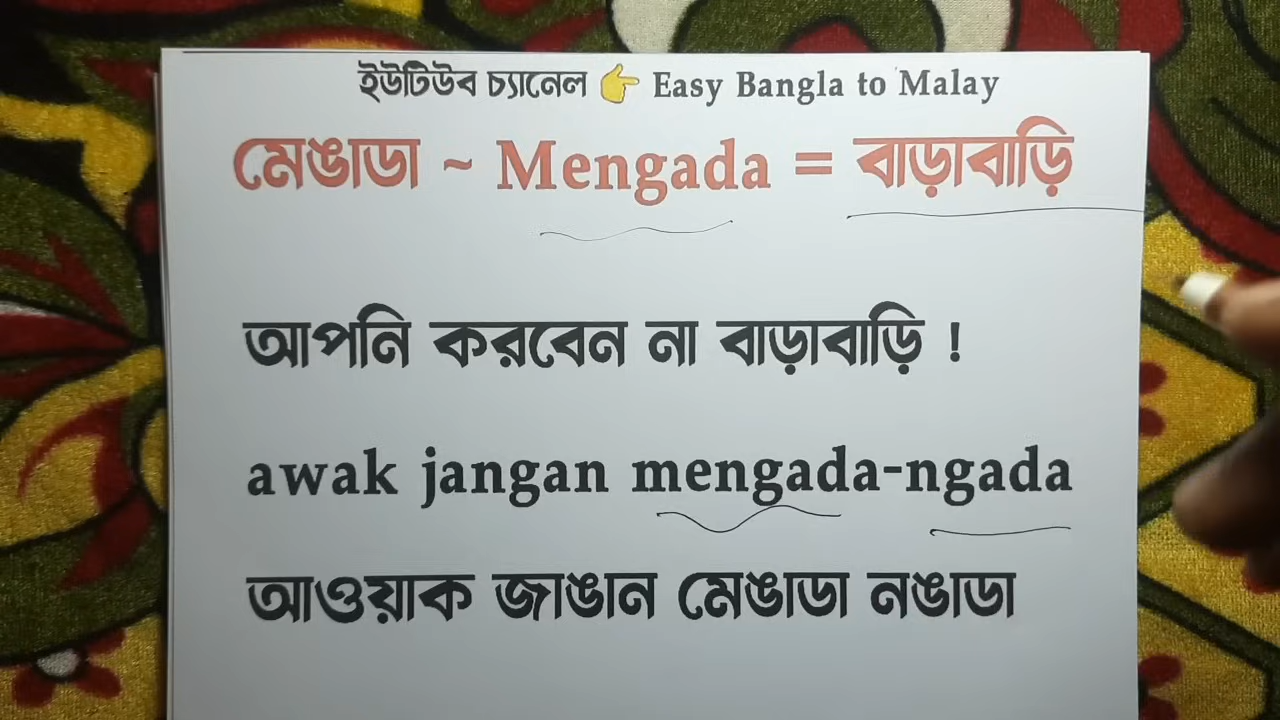 ইউটিউব চ্যানেল 👉 Easy Bangla to Malay
মেঙাডা ~ Mengada = বাড়াবাড়ি
আপনি করবেন না বাড়াবাড়ি !
awak jangan mengada-ngada
আওয়াক জাঙান মেঙাডা নঙাডা